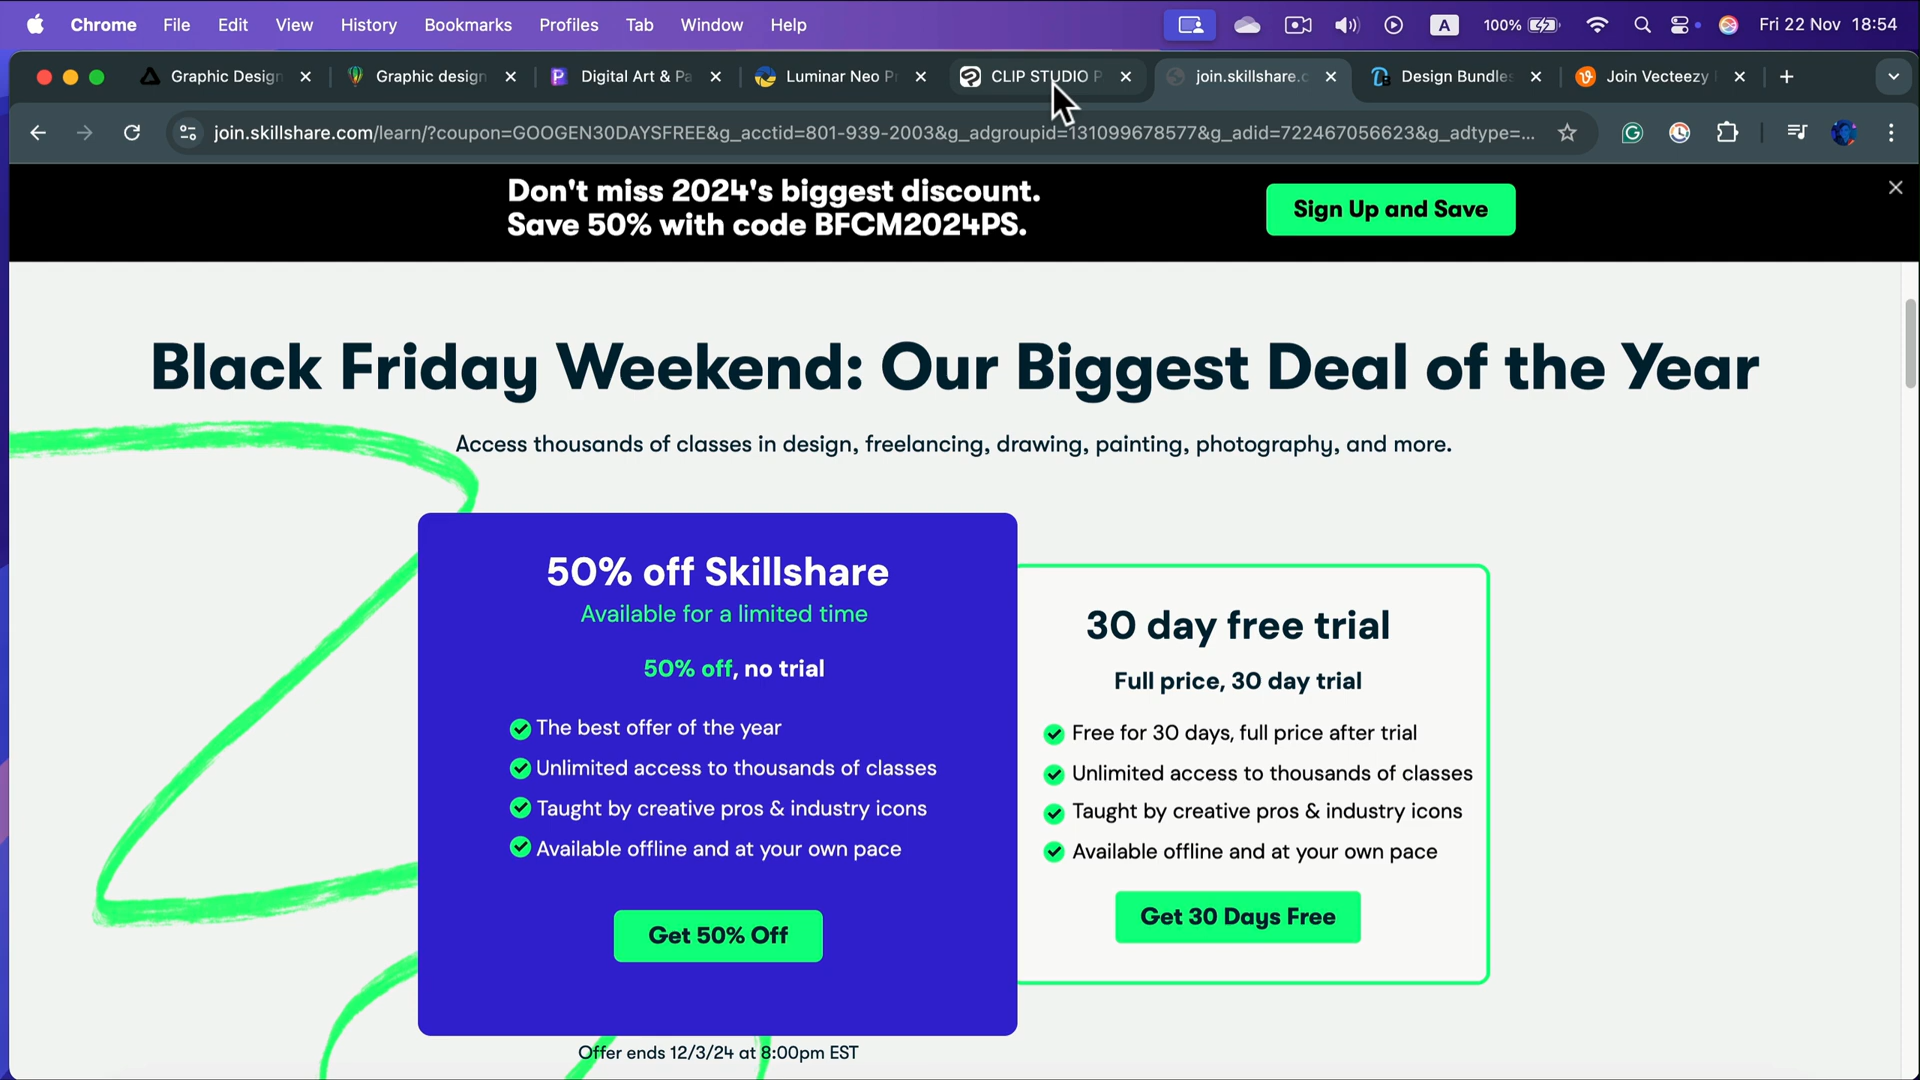 Chrome File Edit View History Bookmarks Profiles Tab Window Help A 100% Fri 22 Nov 18:54
Graphic Design Graphic design Digital Art & Pa Luminar Neo P CLIP STUDIO P join.skillshare.c Design Bundles Join Vecteezy
join.skillshare.com/learn/?coupon=GOOGEN30DAYSFREE&g_acctid=801-939-2003&g_adgroupid=131099678577&g_adid=722467056623&g_adtype=...
Don't miss 2024's biggest discount.
Save 50% with code BFCM2024PS.
Sign Up and Save
Black Friday Weekend: Our Biggest Deal of the Year
Access thousands of classes in design, freelancing, drawing, painting, photography, and more.
50% off Skillshare
Available for a limited time
50% off, no trial
The best offer of the year
Unlimited access to thousands of classes
Taught by creative pros & industry icons
Available offline and at your own pace
Get 50% Off
Offer ends 12/3/24 at 8:00pm EST
30 day free trial
Full price, 30 day trial
Free for 30 days, full price after trial
Unlimited access to thousands of classes
Taught by creative pros & industry icons
Available offline and at your own pace
Get 30 Days Free